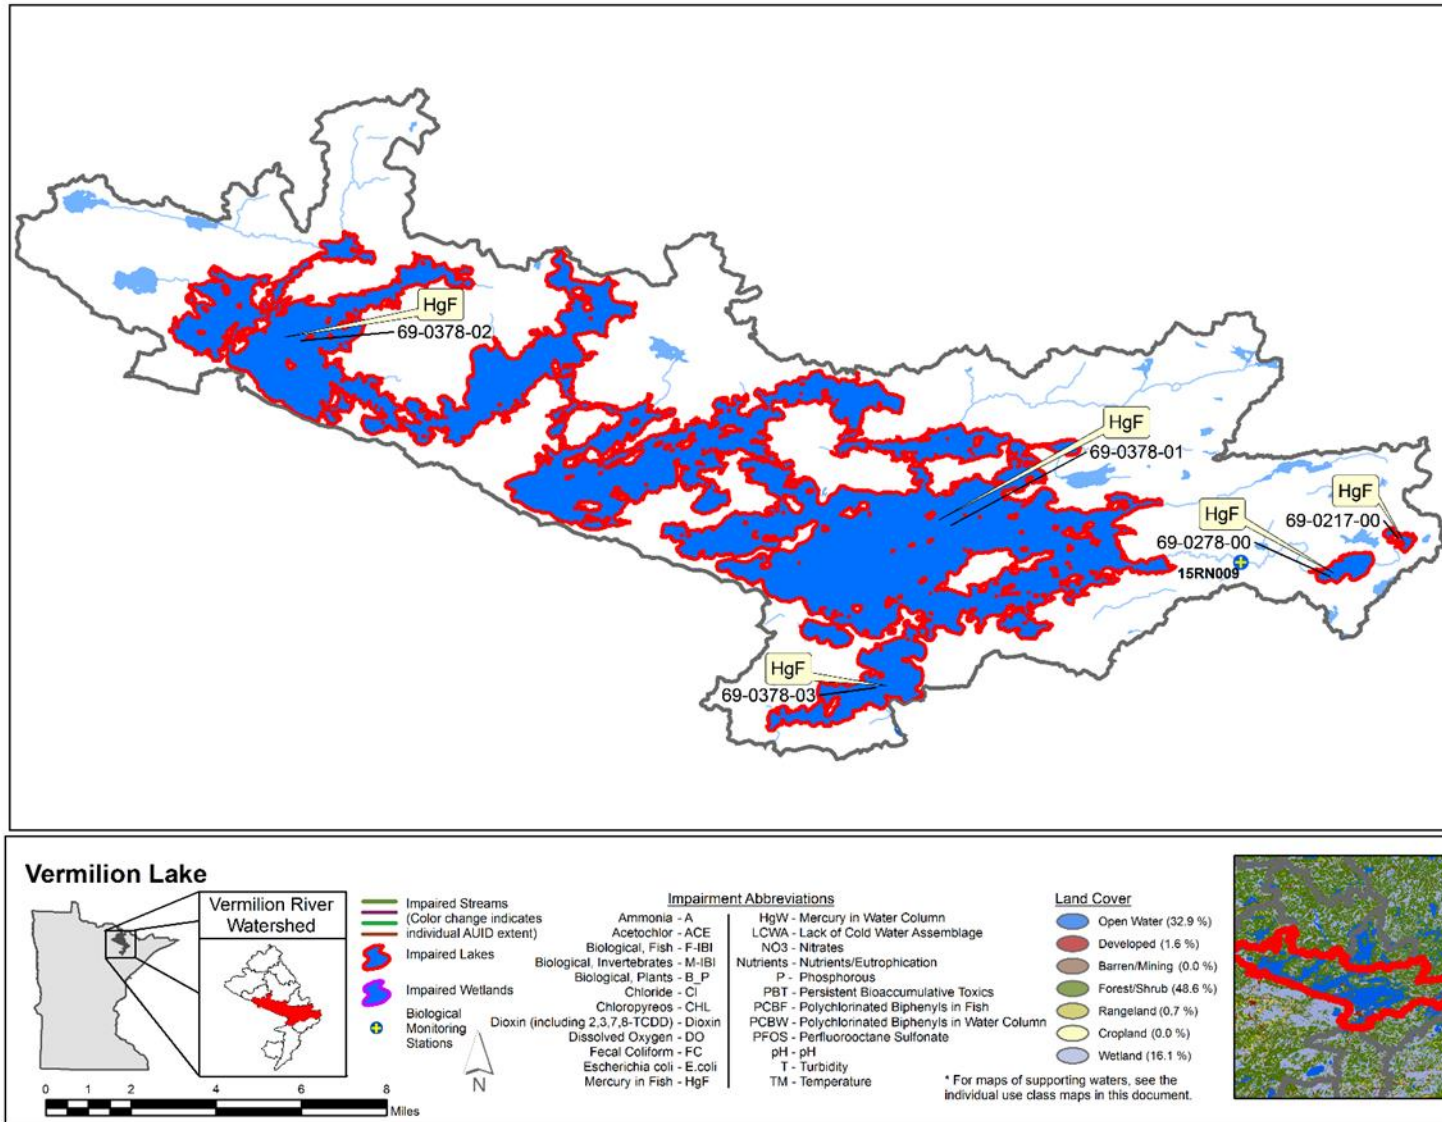 HgF
69-0378-02
HgF
69-0378-01
HgF
69-0217-00
HgF
69-0278-00
15RN009
HgF
69-0378-03
Vermilion Lake
Vermilion River
Watershed
0 1 2 4 6 8
Miles
Impaired Streams
(Color change indicates
individual AUID extent)
Impaired Lakes
Impaired Wetlands
Biological
Monitoring
Stations
N
Impairment Abbreviations
Ammonia - A
Acetochlor - ACE
Biological, Fish - F-IBI
Biological, Invertebrates - M-IBI
Biological, Plants - B_P
Chloride - Cl
Chloropyreos - CHL
Dioxin (including 2,3,7,8-TCDD) - Dioxin
Dissolved Oxygen - DO
Fecal Coliform - FC
Escherichia coli - E.coli
Mercury in Fish - HgF
HgW - Mercury in Water Column
LCWA - Lack of Cold Water Assemblage
NO3 - Nitrates
Nutrients - Nutrients/Eutrophication
P - Phosphorous
PBT - Persistent Bioaccumulative Toxics
PCBF - Polychlorinated Biphenyls in Fish
PCBW - Polychlorinated Biphenyls in Water Column
PFOS - Perfluorooctane Sulfonate
pH - pH
T - Turbidity
TM - Temperature
Land Cover
Open Water (32.9 %)
Developed (1.6 %)
Barren/Mining (0.0 %)
Forest/Shrub (48.6 %)
Rangeland (0.7 %)
Cropland (0.0 %)
Wetland (16.1 %)
* For maps of supporting waters, see the
individual use class maps in this document.